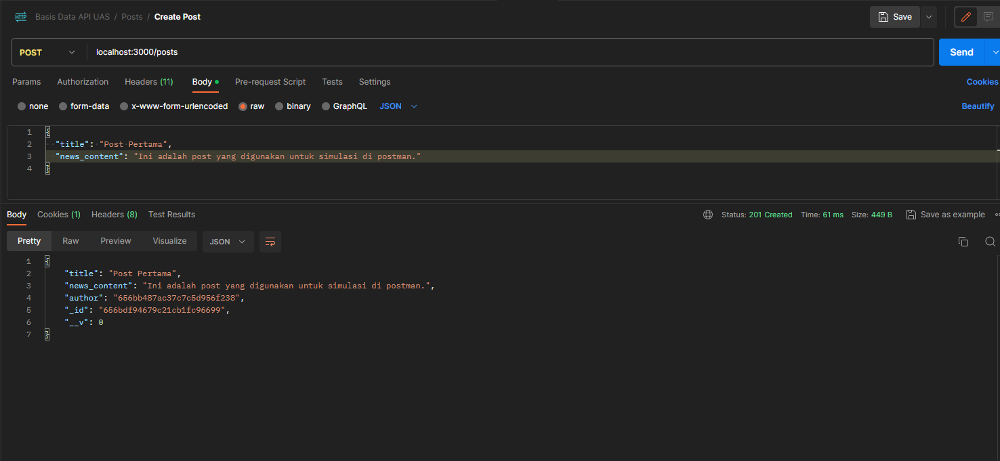 HTTP Basis Data API UAS / Posts / Create Post Save
POST localhost:3000/posts Send
Params Authorization Headers (11) Body Pre-request Script Tests Settings Cookies
none form-data x-www-form-urlencoded raw binary GraphQL JSON Beautify
1 {
2 "title": "Post Pertama",
3 "news_content": "Ini adalah post yang digunakan untuk simulasi di postman."
4 }
Body Cookies (1) Headers (8) Test Results Status: 201 Created Time: 61 ms Size: 449 B Save as example
Pretty Raw Preview Visualize JSON
1 {
2 "title": "Post Pertama",
3 "news_content": "Ini adalah post yang digunakan untuk simulasi di postman.",
4 "author": "656bb487ac37c7c5d956f238",
5 "_id": "656bdf94679c21cb1fc96699",
6 "__v": 0
7 }